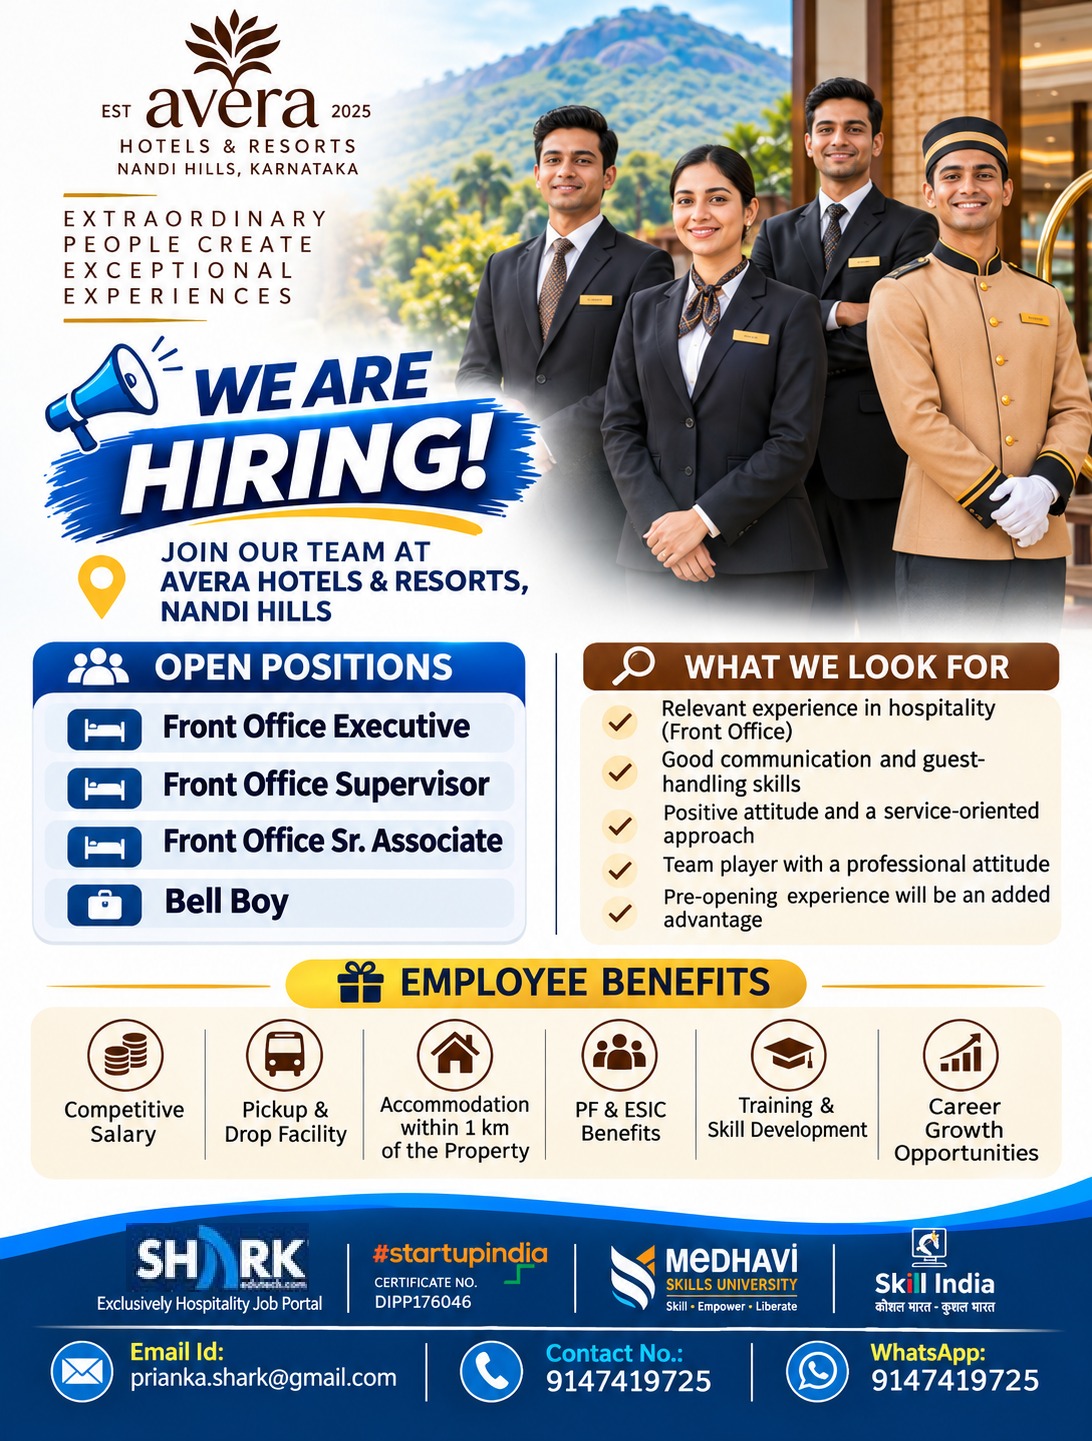 EST avera 2025
HOTELS & RESORTS
NANDI HILLS, KARNATAKA
EXTRAORDINARY
PEOPLE CREATE
EXCEPTIONAL
EXPERIENCES
WE ARE
HIRING!
JOIN OUR TEAM AT
AVERA HOTELS & RESORTS,
NANDI HILLS
OPEN POSITIONS
Front Office Executive
Front Office Supervisor
Front Office Sr. Associate
Bell Boy
WHAT WE LOOK FOR
Relevant experience in hospitality
(Front Office)
Good communication and guest-
handling skills
Positive attitude and a service-oriented
approach
Team player with a professional attitude
Pre-opening experience will be an added
advantage
EMPLOYEE BENEFITS
Competitive
Salary
Pickup &
Drop Facility
Accommodation
within 1 km
of the Property
PF & ESIC
Benefits
Training &
Skill Development
Career
Growth
Opportunities
SHARK
edutech.com
Exclusively Hospitality Job Portal
#startupindia
CERTIFICATE NO.
DIPP176046
MEDHAVI
SKILLS UNIVERSITY
Skill • Empower • Liberate
Skill India
कौशल भारत - कुशल भारत
Email Id:
prianka.shark@gmail.com
Contact No.:
9147419725
WhatsApp:
9147419725